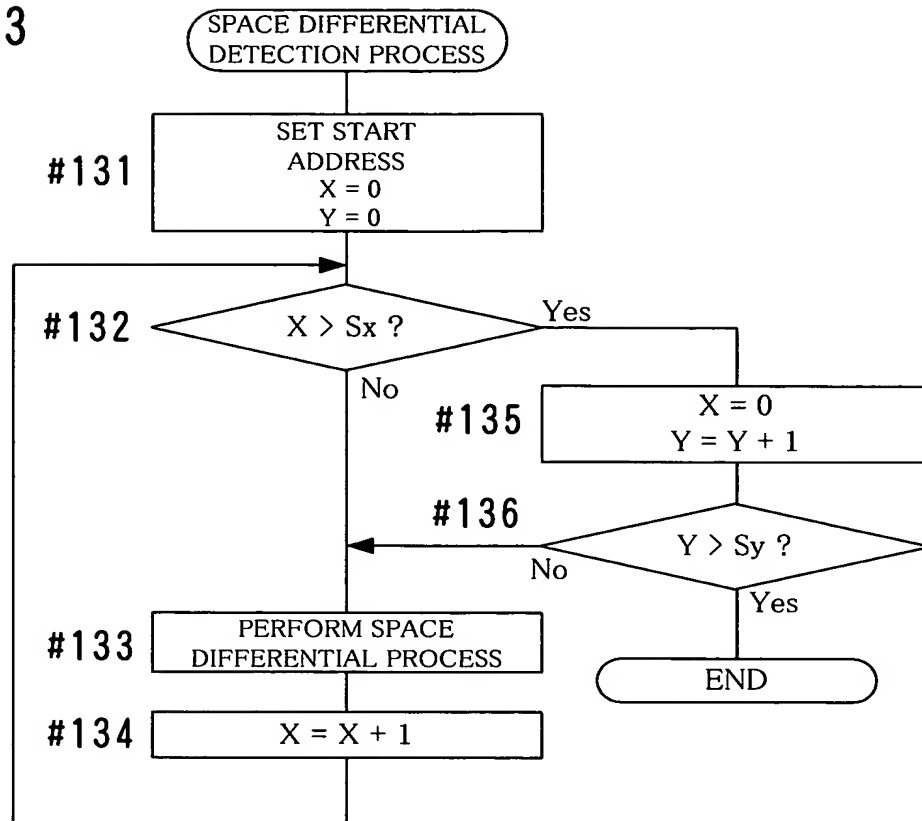 3
SPACE DIFFERENTIAL
DETECTION PROCESS
#131
SET START
ADDRESS
X = 0
Y = 0
#132
X > Sx ?
Yes
No
#135
X = 0
Y = Y + 1
#136
Y > Sy ?
No
Yes
#133
PERFORM SPACE
DIFFERENTIAL PROCESS
END
#134
X = X + 1